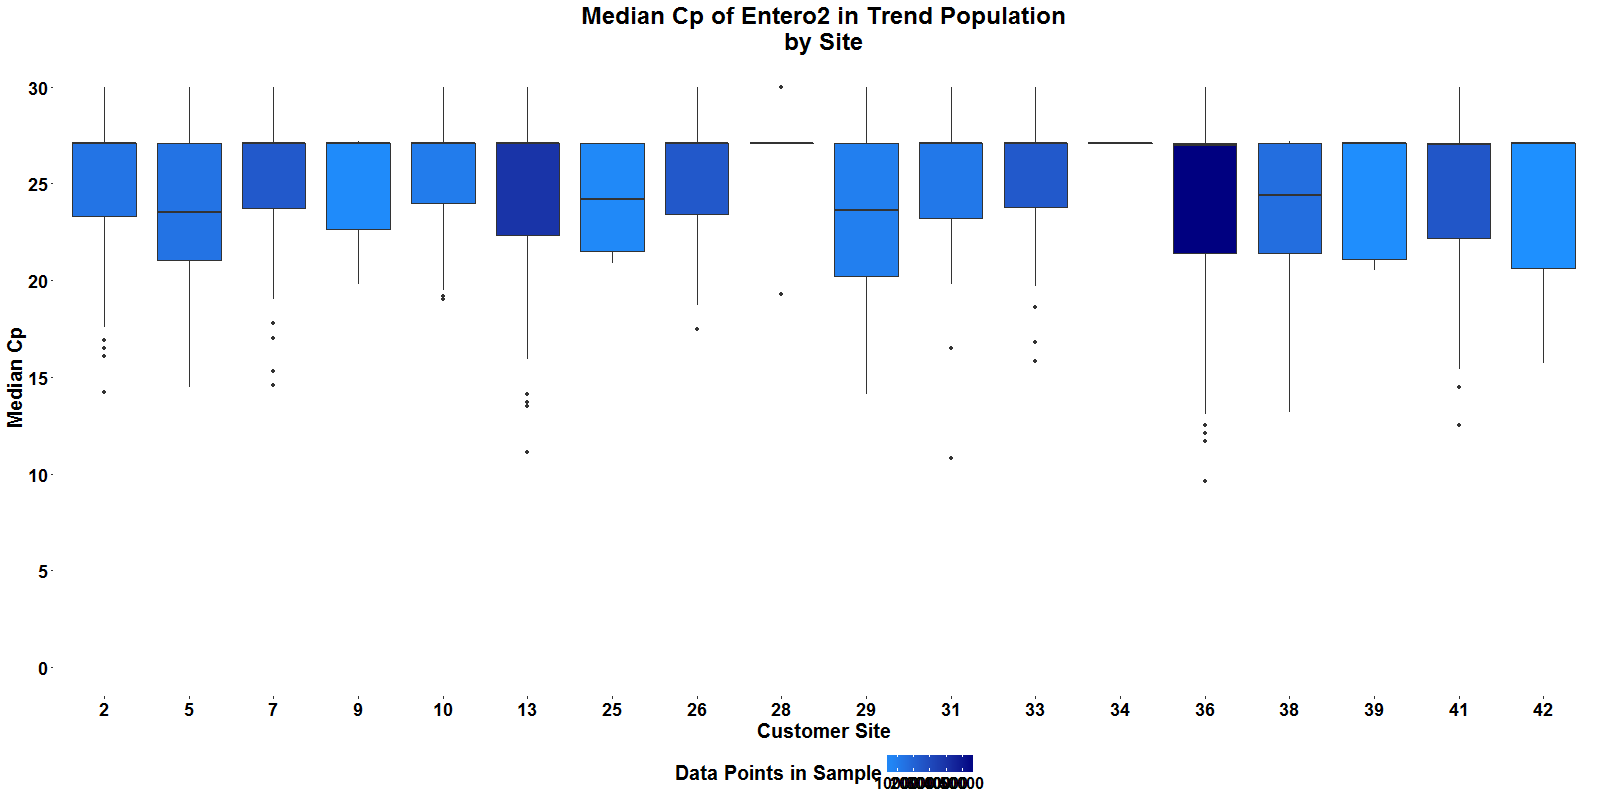 Median Cp of Entero2 in Trend Population
by Site
30
25
20
15
10
5
0
Median Cp
2 5 7 9 10 13 25 26 28 29 31 33 34 36 38 39 41 42
Customer Site
Data Points in Sample